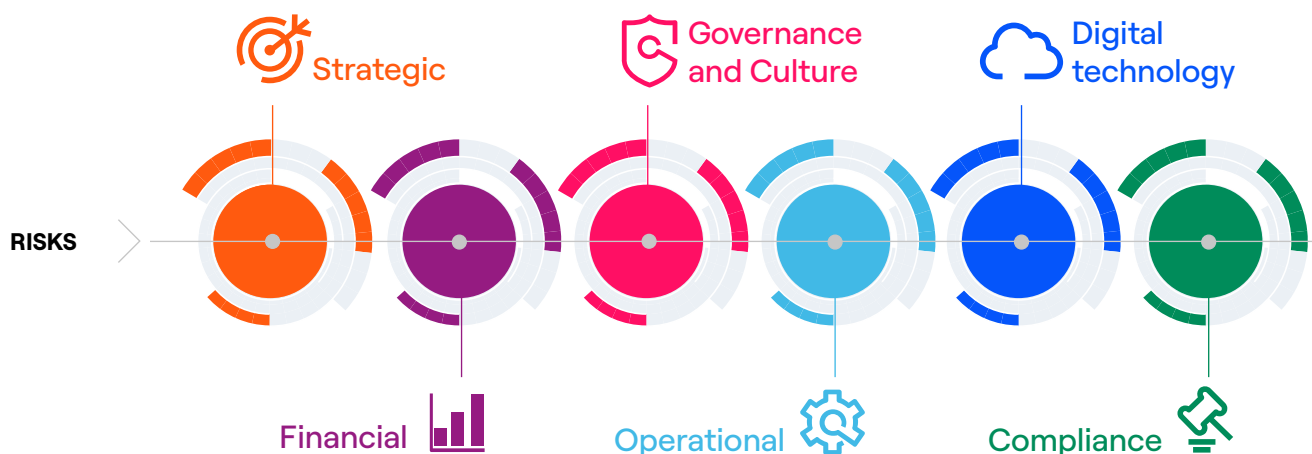 Strategic
Governance
and Culture
Digital
technology
RISKS
Financial
Operational
Compliance